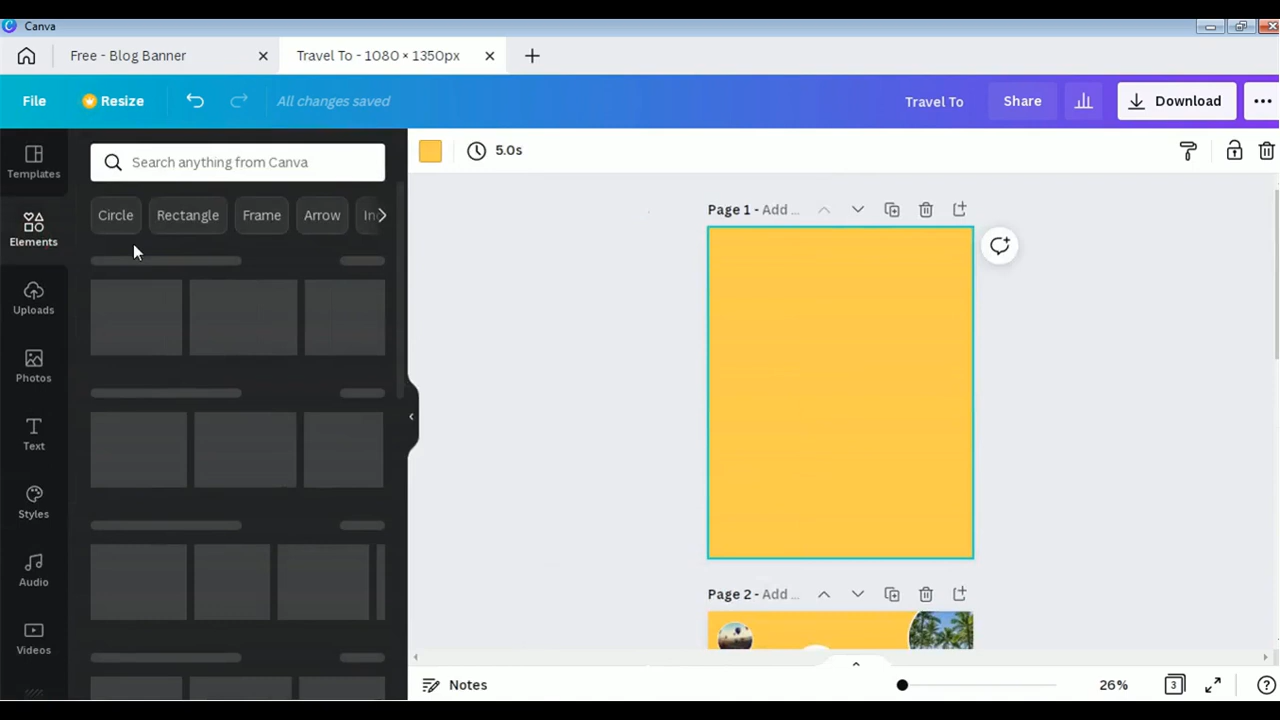 Canva
Free - Blog Banner
Travel To - 1080 × 1350px
File
Resize
All changes saved
Travel To
Share
Download
Templates
Search anything from Canva
5.0s
Circle
Rectangle
Frame
Arrow
Page 1 - Add ...
Elements
Uploads
Photos
Text
Styles
Audio
Page 2 - Add ...
Videos
Notes
26%
3